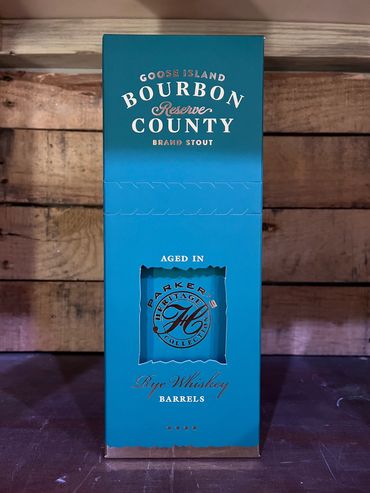 GOOSE ISLAND
BOURBON
Reserve
COUNTY
BRAND STOUT
AGED IN
PARKER'S
HERITAGE
H
COLLECTION
Rye Whiskey
BARRELS